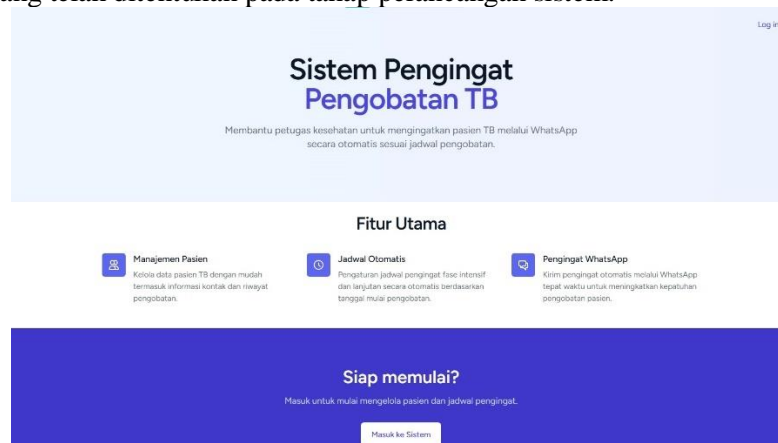 telah ditentukan pada tahap perancangan sistem.
Log in
Sistem Pengingat
Pengobatan TB
Membantu petugas kesehatan untuk mengingatkan pasien TB melalui WhatsApp
secara otomatis sesuai jadwal pengobatan.
Fitur Utama
Manajemen Pasien
Kelola data pasien TB dengan mudah
termasuk informasi kontak dan riwayat
pengobatan.
Jadwal Otomatis
Pengaturan jadwal pengingat fase intensif
dan lanjutan secara otomatis berdasarkan
tanggal mulai pengobatan.
Pengingat WhatsApp
Kirim pengingat otomatis melalui WhatsApp
tepat waktu untuk meningkatkan kepatuhan
pengobatan pasien.
Siap memulai?
Masuk untuk mulai mengelola pasien dan jadwal pengingat.
Masuk ke Sistem